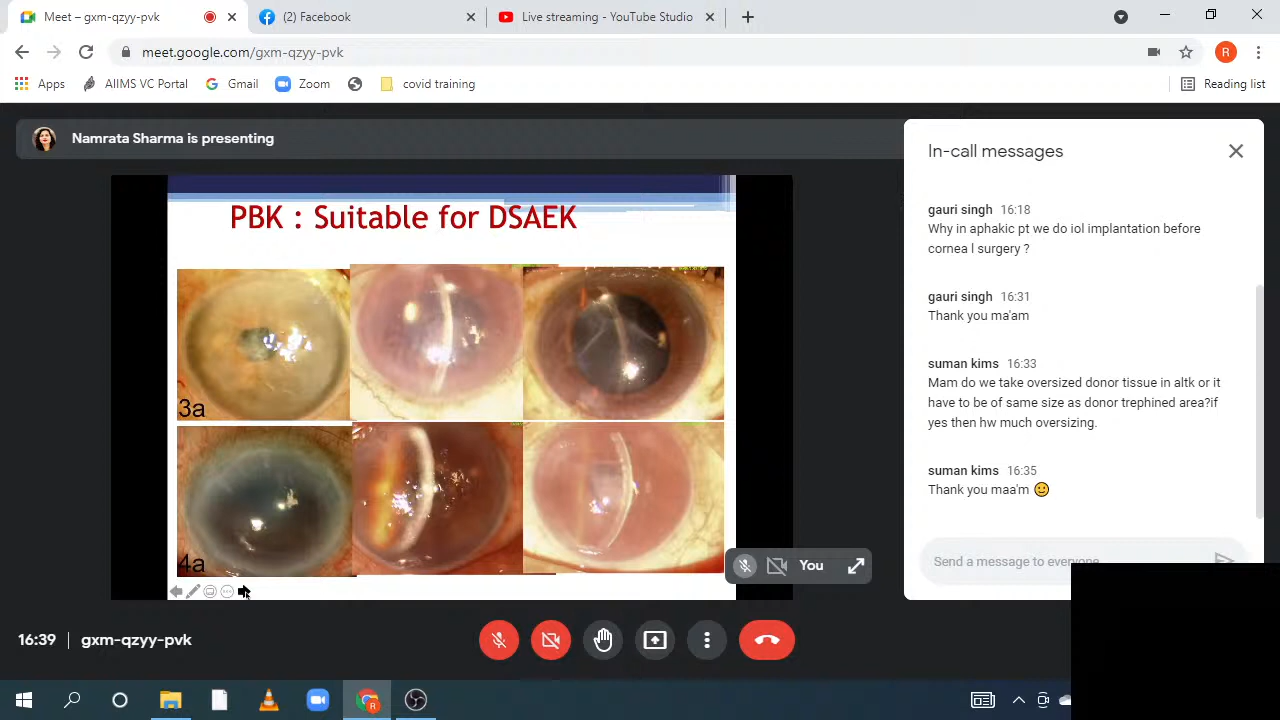 Meet – gxm-qzyy-pvk
(2) Facebook
Live streaming - YouTube Studio
meet.google.com/gxm-qzyy-pvk
R
Apps
AIIMS VC Portal
Gmail
Zoom
covid training
Reading list
Namrata Sharma is presenting
PBK : Suitable for DSAEK
3a
4a
You
In-call messages
gauri singh 16:18
Why in aphakic pt we do iol implantation before
cornea l surgery ?
gauri singh 16:31
Thank you ma'am
suman kims 16:33
Mam do we take oversized donor tissue in altk or it
have to be of same size as donor trephined area?if
yes then hw much oversizing.
suman kims 16:35
Thank you maa'm
Send a message to everyone
16:39 | gxm-qzyy-pvk
R